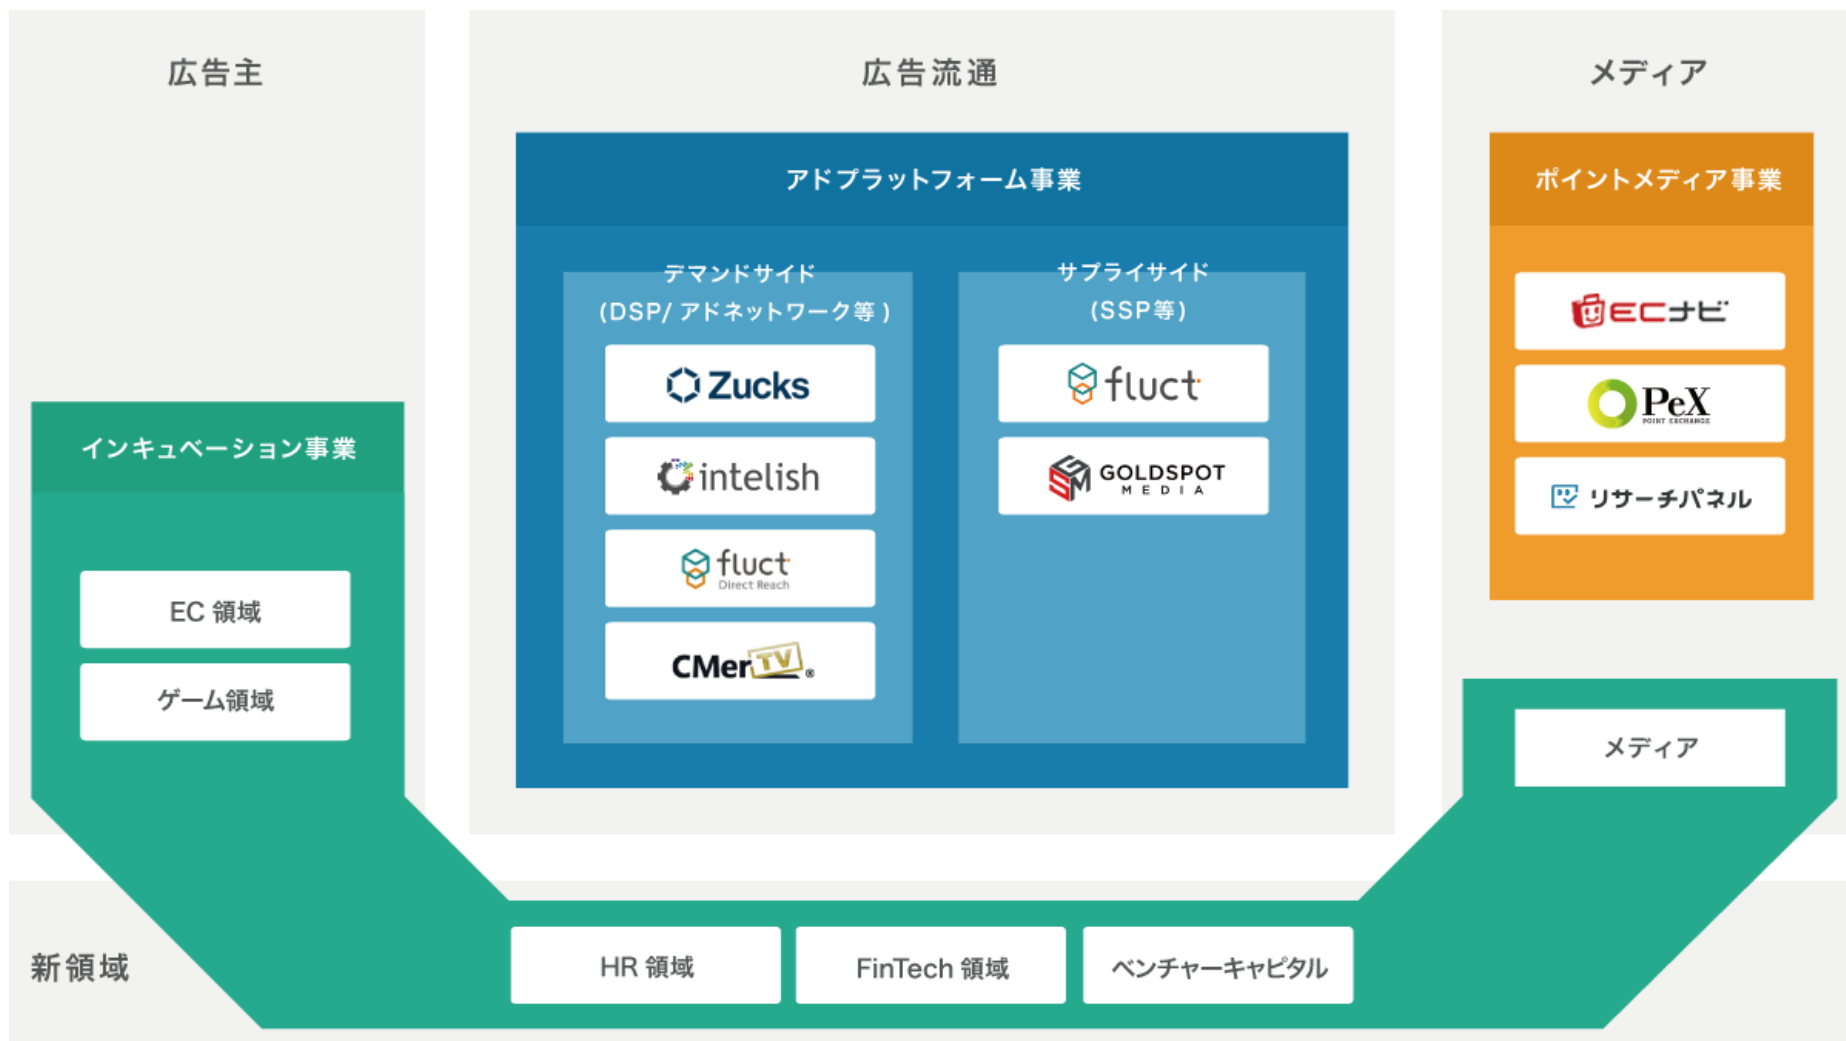 広告主
広告流通
メディア
アドプラットフォーム事業
デマンドサイド
(DSP/ アドネットワーク等 )
Zucks
intelish
fluct
Direct Reach
CMerTV®
サプライサイド
(SSP等)
fluct
GSM
GOLDSPOT
MEDIA
ポイントメディア事業
ECナビ
PeX
POINT EXCHANGE
リサーチパネル
インキュベーション事業
EC 領域
ゲーム領域
メディア
新領域
HR 領域
FinTech 領域
ベンチャーキャピタル